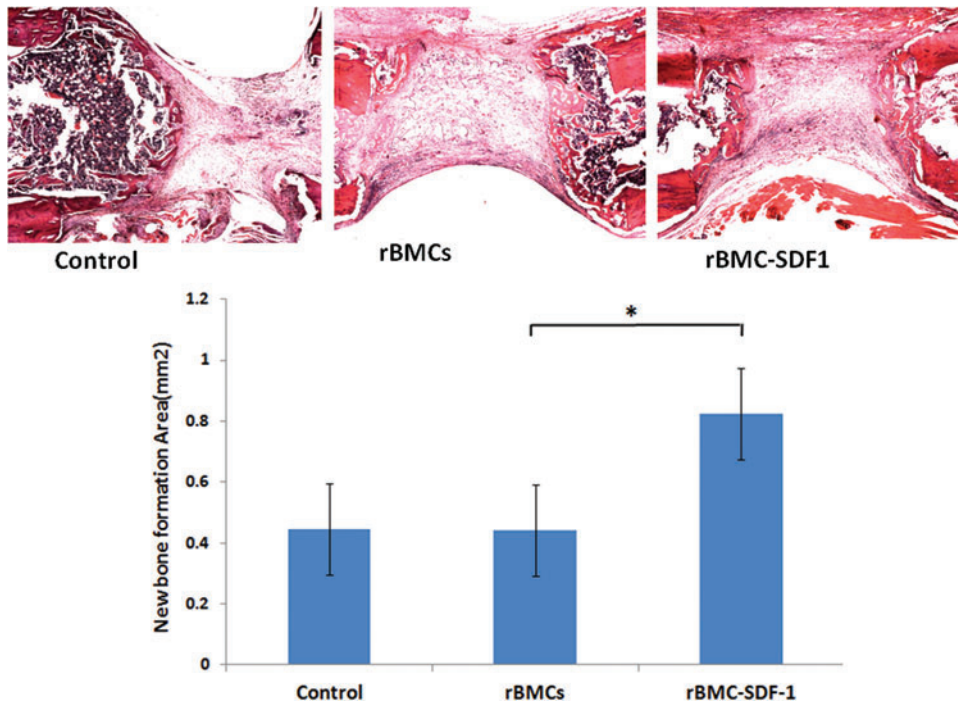 Control
rBMCs
rBMC-SDF1
New bone formation Area(mm2)
1.2
1
0.8
0.6
0.4
0.2
0
*
Control
rBMCs
rBMC-SDF-1